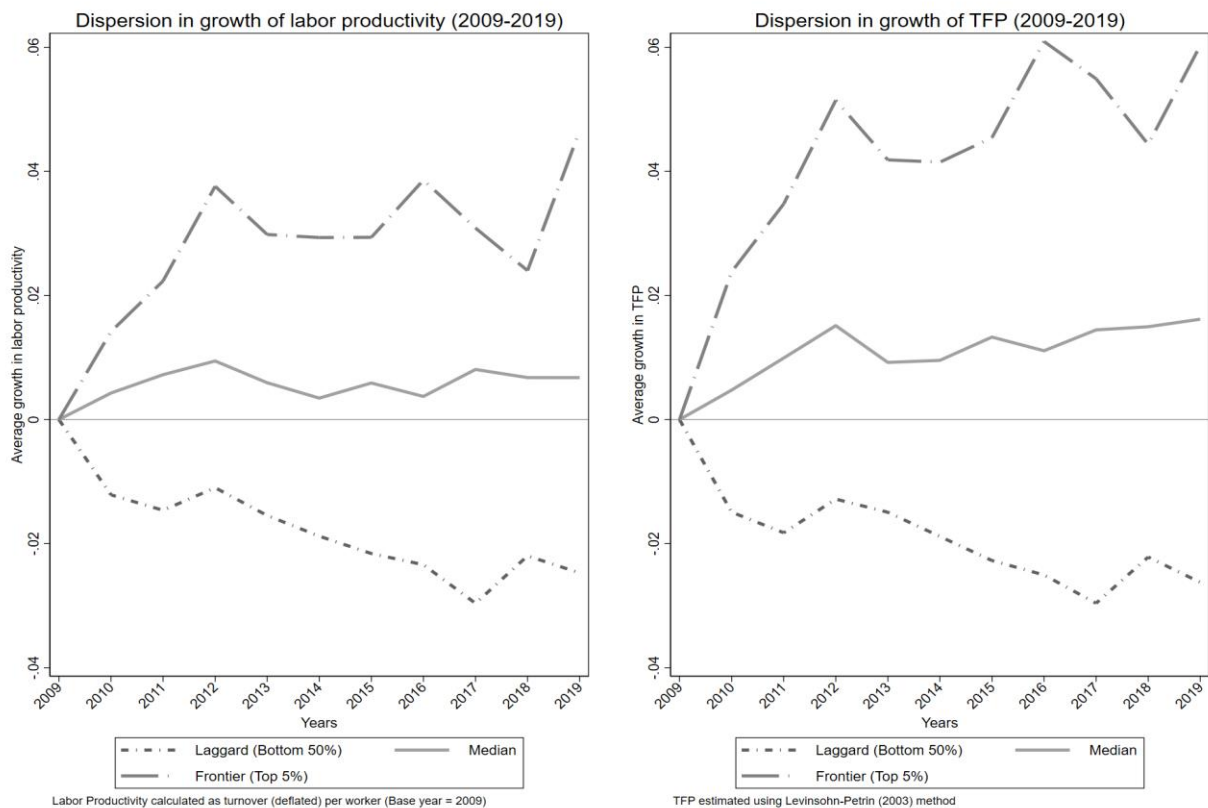 Dispersion in growth of labor productivity (2009-2019)
Average growth in labor productivity
.06
.04
.02
0
-.02
-.04
2009
2010
2011
2012
2013
2014
2015
2016
2017
2018
2019
Years
Laggard (Bottom 50%)
Median
Frontier (Top 5%)
Labor Productivity calculated as turnover (deflated) per worker (Base year = 2009)
Dispersion in growth of TFP (2009-2019)
Average growth in TFP
.06
.04
.02
0
-.02
-.04
2009
2010
2011
2012
2013
2014
2015
2016
2017
2018
2019
Years
Laggard (Bottom 50%)
Median
Frontier (Top 5%)
TFP estimated using Levinsohn-Petrin (2003) method